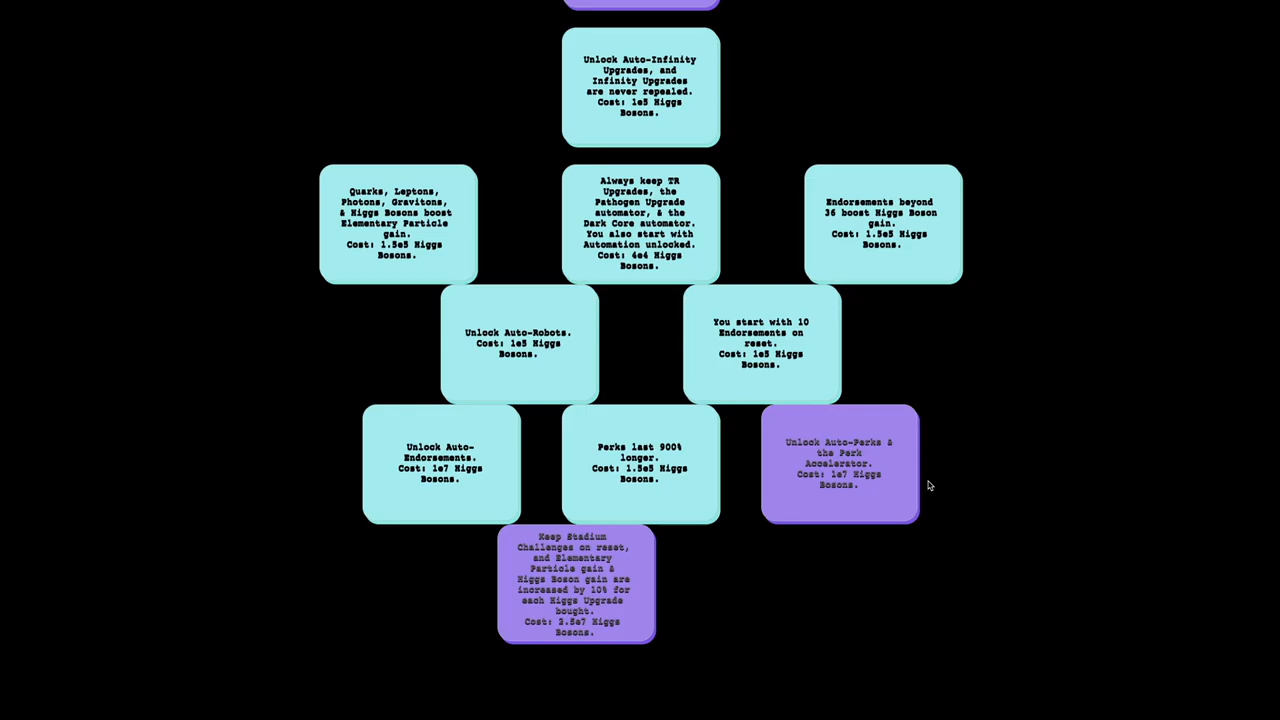 Unlock Auto-Infinity
Upgrades, and
Infinity Upgrades
are never repealed.
Cost: 1e5 Higgs
Bosons.
Quarks, Leptons,
Photons, Gravitons,
& Higgs Bosons boost
Elementary Particle
gain.
Cost: 1.5e5 Higgs
Bosons.
Always keep TR
Upgrades, the
Pathogen Upgrade
automator, & the
Dark Core automator.
You also start with
Automation unlocked.
Cost: 4e4 Higgs
Bosons.
Endorsements beyond
36 boost Higgs Boson
gain.
Cost: 1.5e5 Higgs
Bosons.
Unlock Auto-Robots.
Cost: 1e5 Higgs
Bosons.
You start with 10
Endorsements on
reset.
Cost: 1e5 Higgs
Bosons.
Unlock Auto-
Endorsements.
Cost: 1e7 Higgs
Bosons.
Perks last 900%
longer.
Cost: 1.5e5 Higgs
Bosons.
Unlock Auto-Perks &
the Perk
Accelerator.
Cost: 1e7 Higgs
Bosons.
Keep Stadium
Challenges on reset,
and Elementary
Particle gain &
Higgs Boson gain are
increased by 10% for
each Higgs Upgrade
bought.
Cost: 2.5e7 Higgs
Bosons.